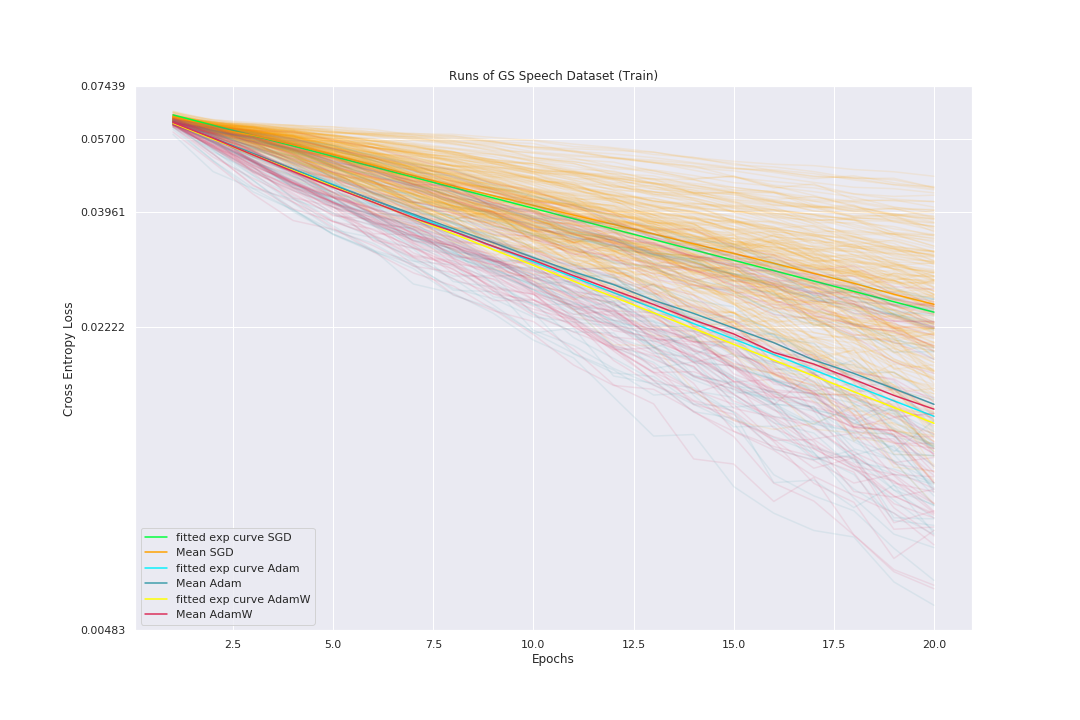 Runs of GS Speech Dataset (Train)
0.07439
0.05700
0.03961
0.02222
0.00483
Cross Entropy Loss
fitted exp curve SGD
Mean SGD
fitted exp curve Adam
Mean Adam
fitted exp curve AdamW
Mean AdamW
2.5 5.0 7.5 10.0 12.5 15.0 17.5 20.0
Epochs